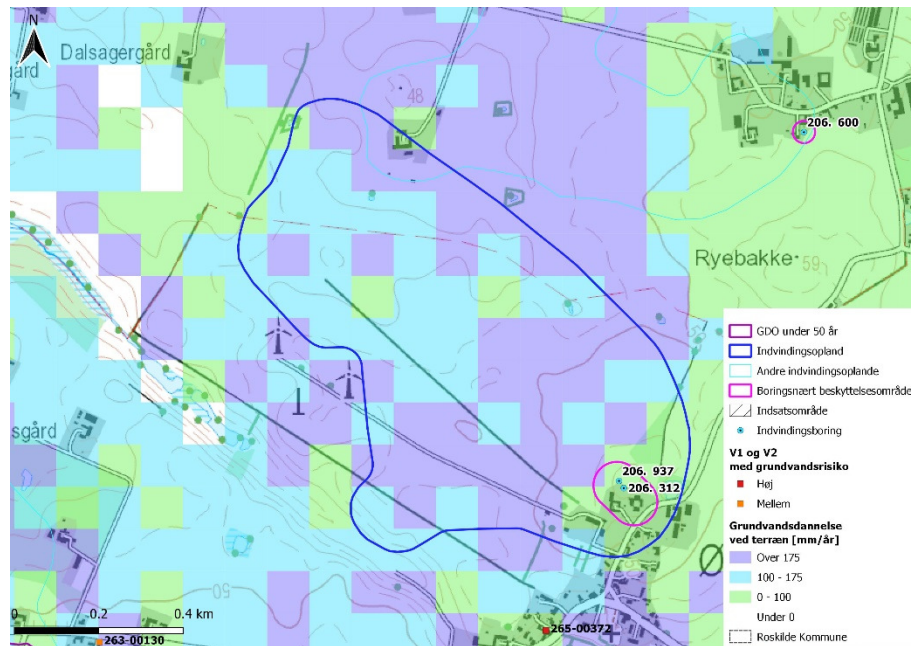 N
Dalsagergård
gård
48
50
206. 600
Ryebakke
59
50
sgård
206. 937
206. 312
Ø
50
0 0.2 0.4 km
263-00130
265-00372
GDO under 50 år
Indvindingsopland
Andre indvindingsoplande
Boringsnært beskyttelsesområde
Indsatsområde
Indvindingsboring
V1 og V2
med grundvandsrisiko
Høj
Mellem
Grundvandsdannelse
ved terræn [mm/år]
Over 175
100 - 175
0 - 100
Under 0
Roskilde Kommune